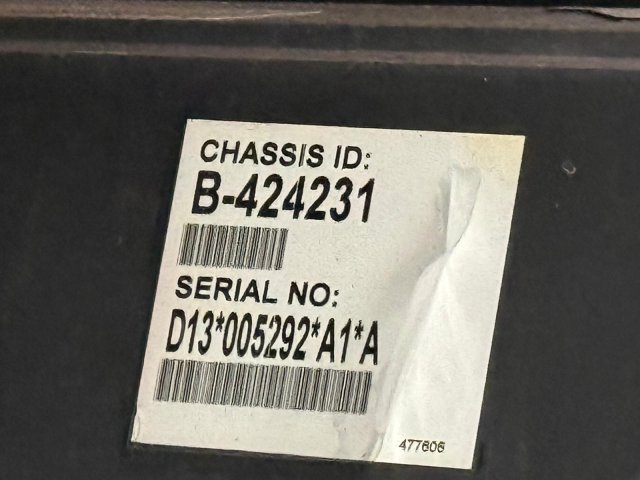 CHASSIS ID:
B-424231
SERIAL NO:
D13*005292*A1*A
477606